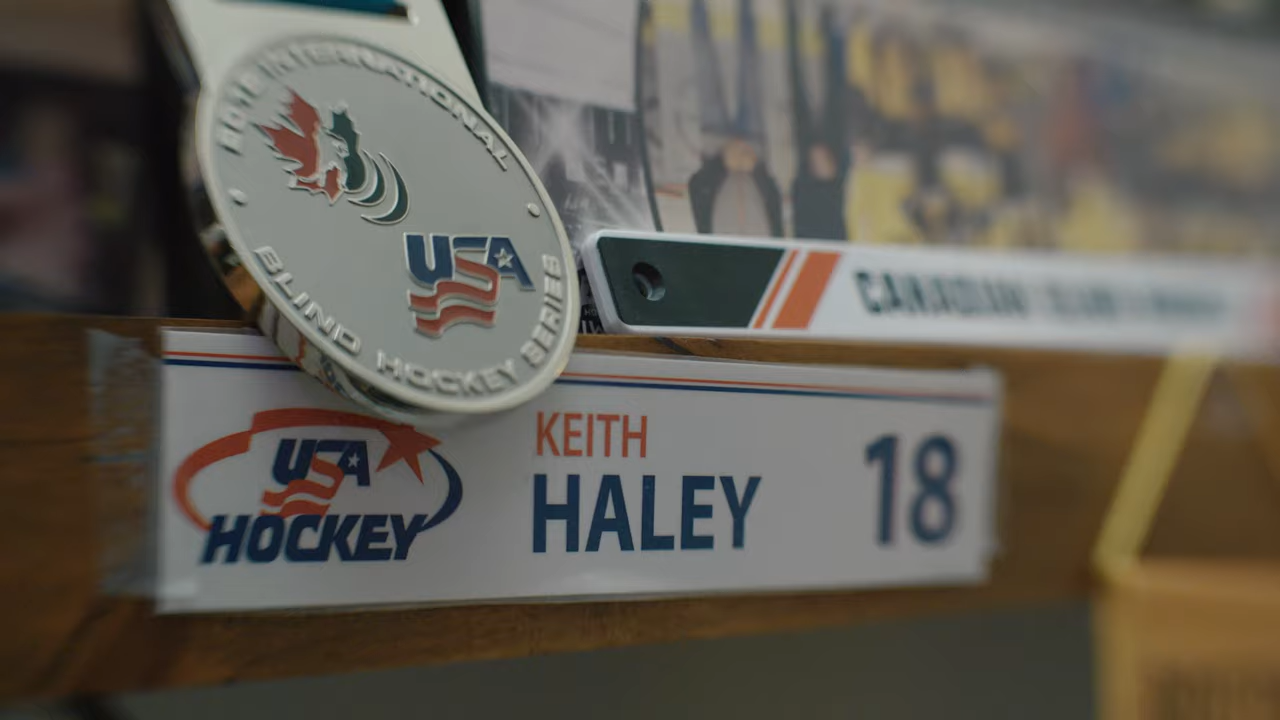 INTERNATIONAL
USA
BLIND HOCKEY SERIES
CANADIAN
USA
HOCKEY
KEITH
HALEY
18